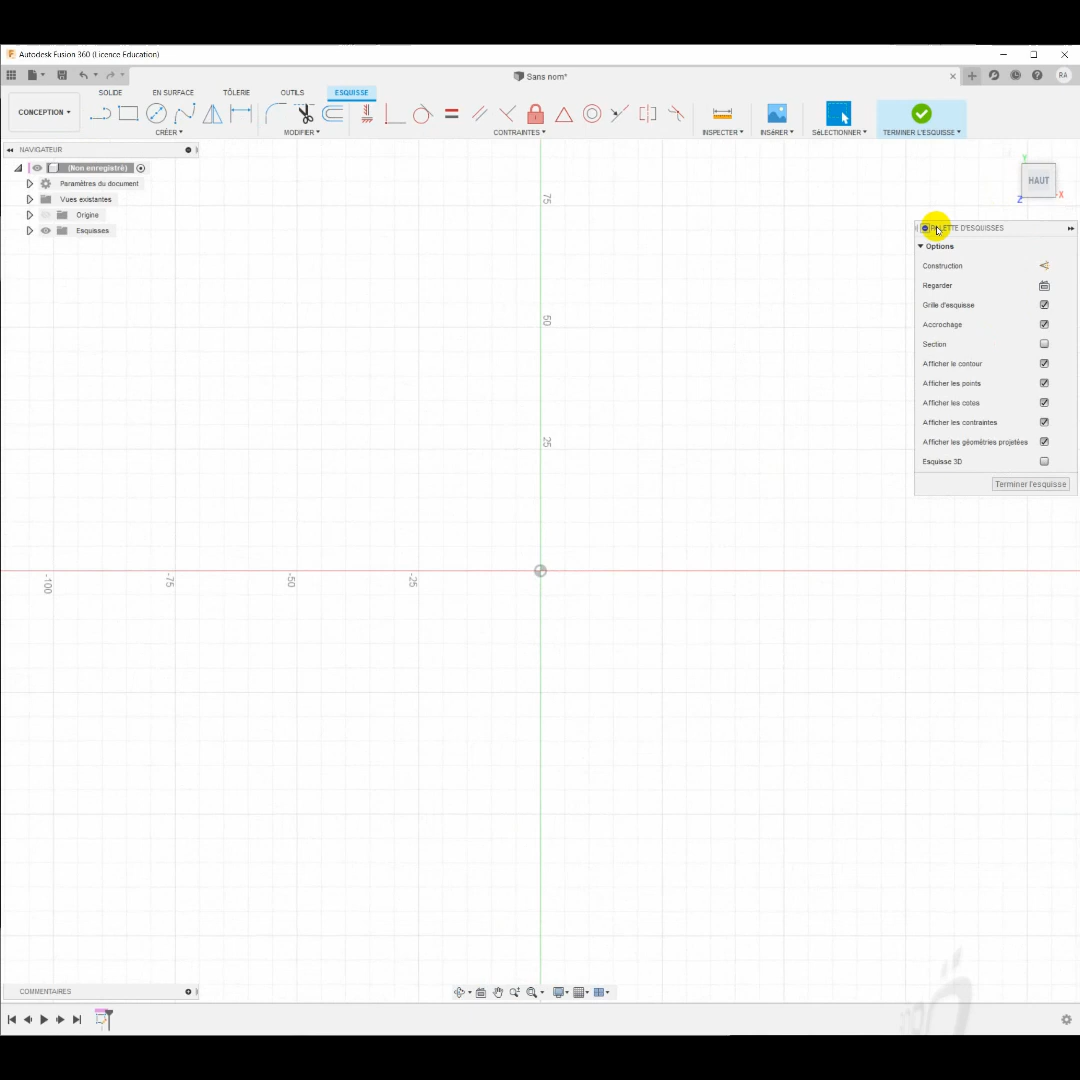 Autodesk Fusion 360 (Licence Education)
Sans nom*
RA
CONCEPTION
SOLIDE
EN SURFACE
TÔLERIE
OUTILS
ESQUISSE
CRÉER
MODIFIER
CONTRAINTES
INSPECTER
INSÉRER
SÉLECTIONNER
TERMINER L'ESQUISSE
NAVIGATEUR
(Non enregistré)
Paramètres du document
Vues existantes
Origine
Esquisses
Y
HAUT
X
Z
PALETTE D'ESQUISSES
Options
Construction
Regarder
Grille d'esquisse
Accrochage
Section
Afficher le contour
Afficher les points
Afficher les cotes
Afficher les contraintes
Afficher les géométries projetées
Esquisse 3D
Terminer l'esquisse
75
50
25
-100
-75
-50
-25
COMMENTAIRES